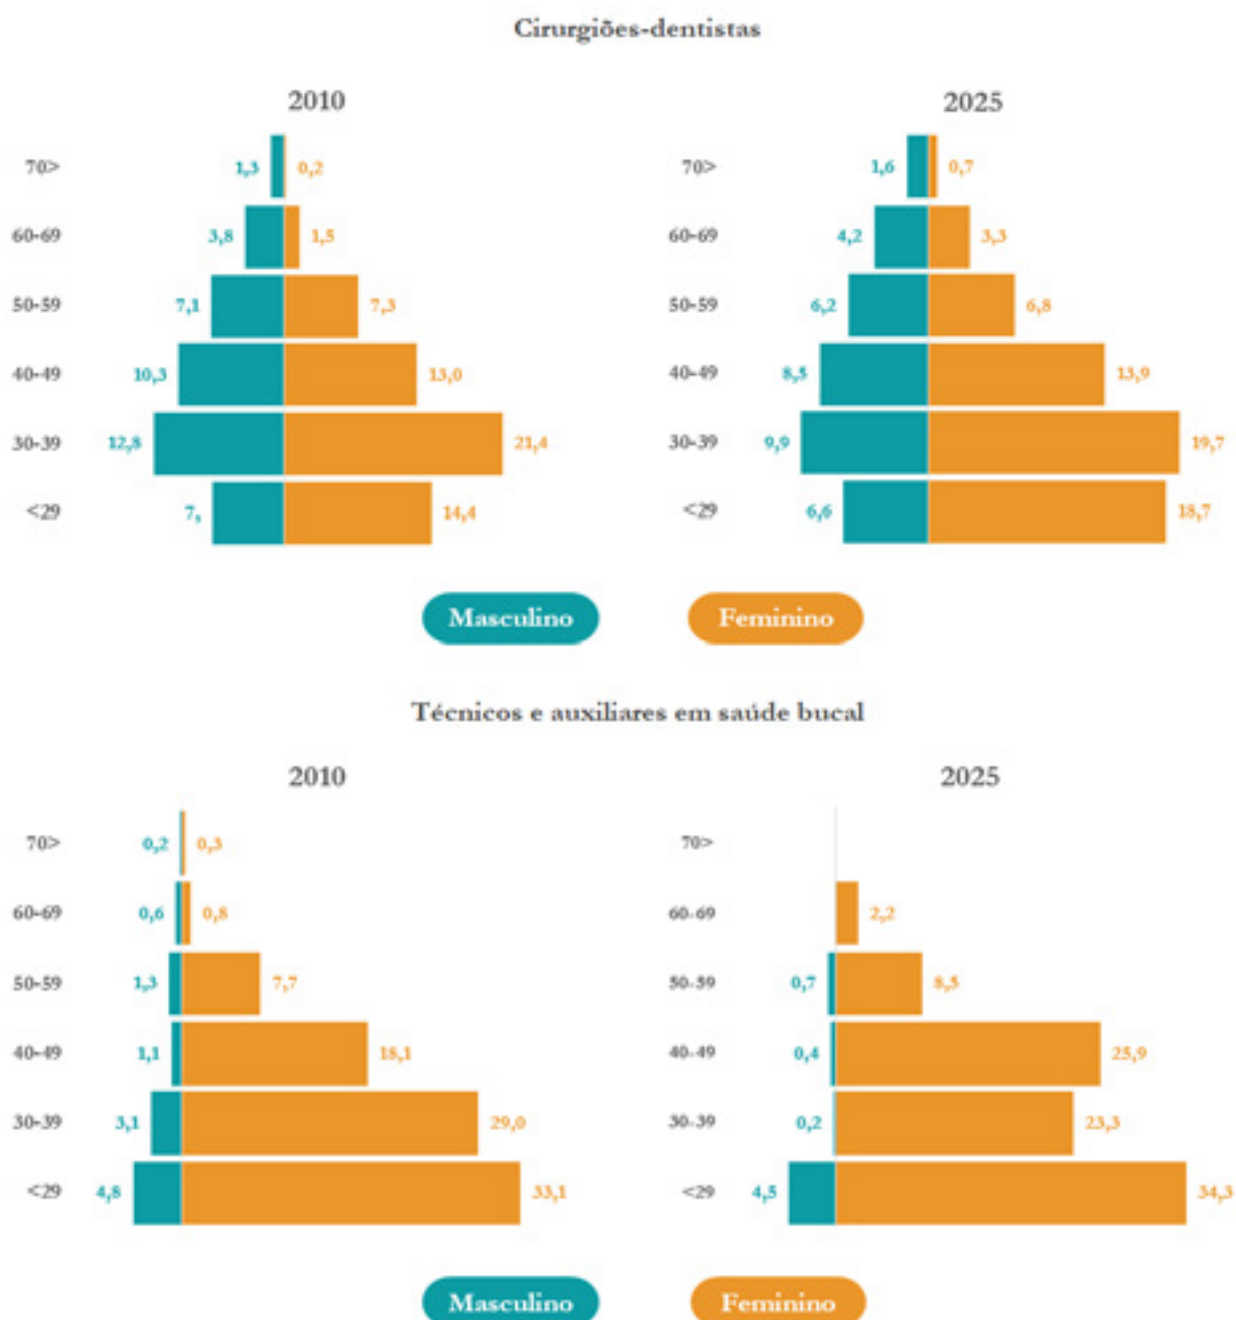 Cirurgiões-dentistas
2010
2025
70> 1,3 0,2 70> 1,6 0,7
60-69 3,8 1,5 60-69 4,2 3,3
50-59 7,1 7,3 50-59 6,2 6,8
40-49 10,3 13,0 40-49 8,5 13,9
30-39 12,8 21,4 30-39 9,9 19,7
<29 7, 14,4 <29 6,6 18,7
Masculino Feminino
Técnicos e auxiliares em saúde bucal
2010
2025
70> 0,2 0,3 70>
60-69 0,6 0,8 60-69 2,2
50-59 1,3 7,7 50-59 0,7 8,5
40-49 1,1 18,1 40-49 0,4 25,9
30-39 3,1 29,0 30-39 0,2 23,3
<29 4,8 33,1 <29 4,5 34,3
Masculino Feminino